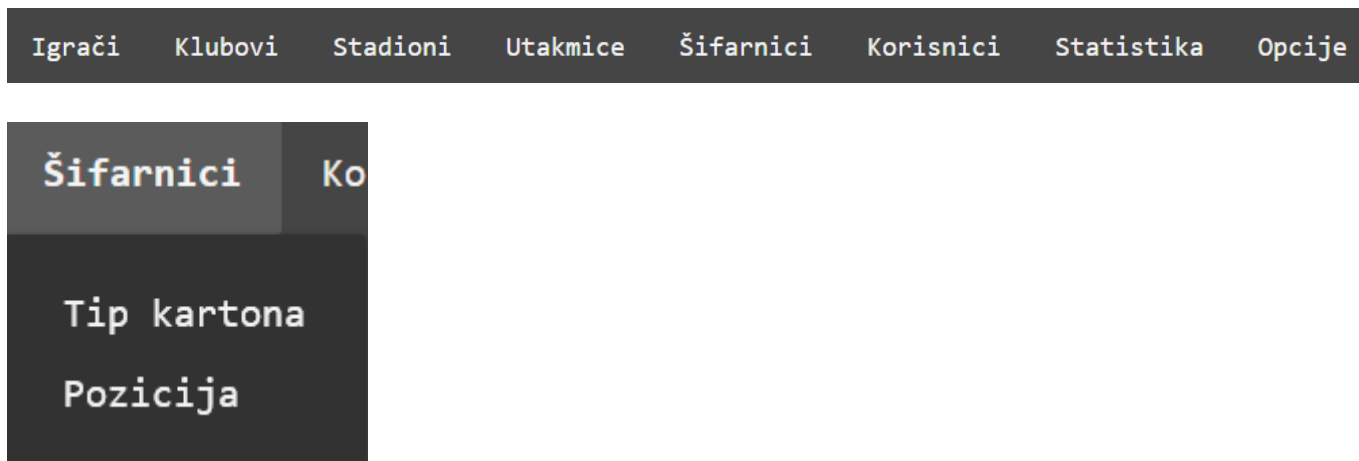 Igrači Klubovi Stadioni Utakmice Šifarnici Korisnici Statistika Opcije
Šifarnici Ko
Tip kartona
Pozicija